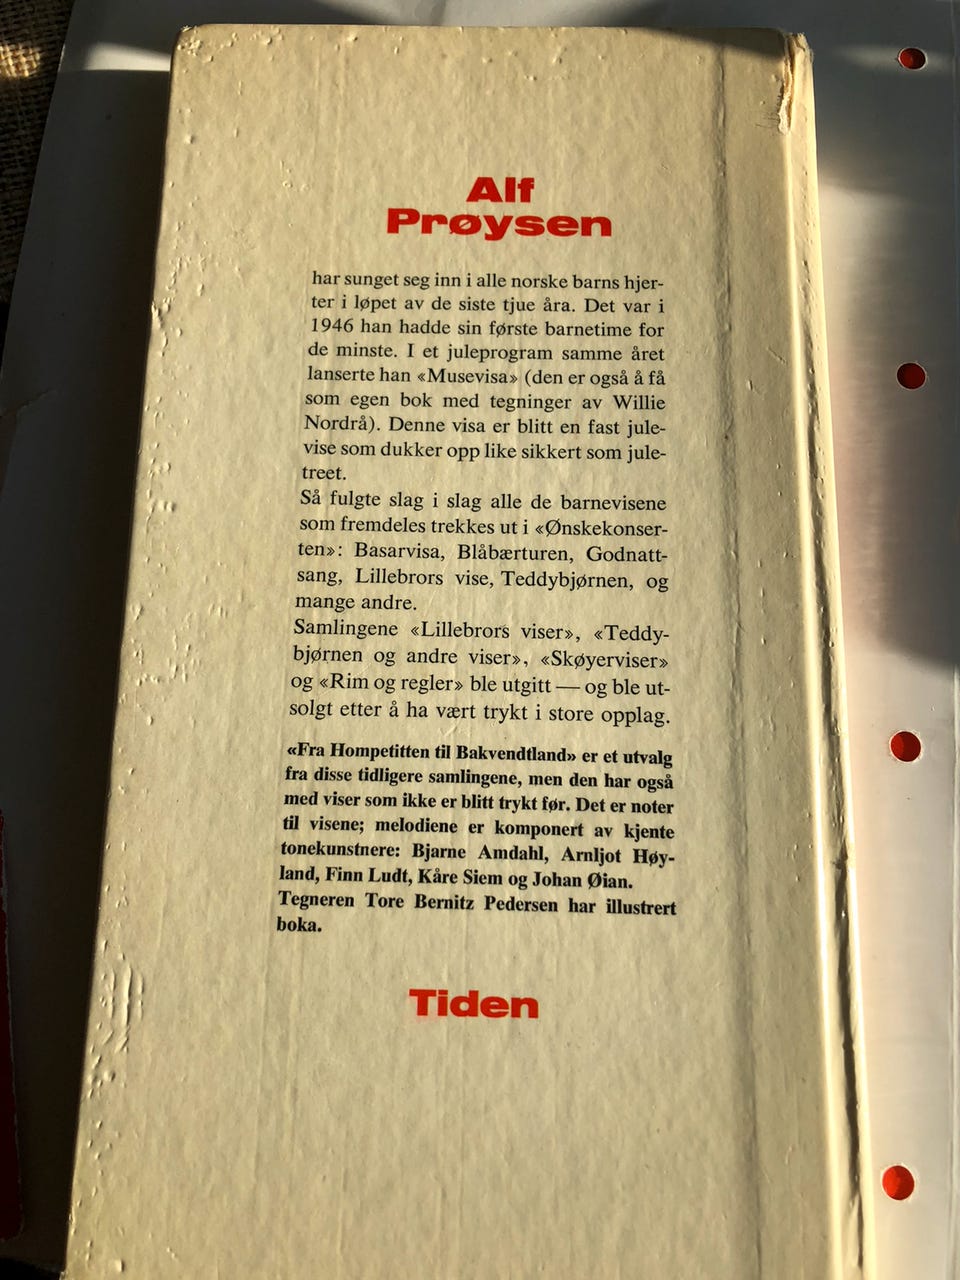 Alf
Prøysen
har sunget seg inn i alle norske barns hjer-
ter i løpet av de siste tjue åra. Det var i
1946 han hadde sin første barnetime for
de minste. I et juleprogram samme året
lanserte han «Musevisa» (den er også å få
som egen bok med tegninger av Willie
Nordrå). Denne visa er blitt en fast jule-
vise som dukker opp like sikkert som jule-
treet.
Så fulgte slag i slag alle de barnevisene
som fremdeles trekkes ut i «Ønskekonser-
ten»: Basarvisa, Blåbærturen, Godnatt-
sang, Lillebrors vise, Teddybjørnen, og
mange andre.
Samlingene «Lillebrors viser», «Teddy-
bjørnen og andre viser», «Skøyerviser»
og «Rim og regler» ble utgitt — og ble ut-
solgt etter å ha vært trykt i store opplag.
«Fra Hompetitten til Bakvendtland» er et utvalg
fra disse tidligere samlingene, men den har også
med viser som ikke er blitt trykt før. Det er noter
til visene; melodiene er komponert av kjente
tonekunstnere: Bjarne Amdahl, Arnljot Høy-
land, Finn Ludt, Kåre Siem og Johan Øian.
Tegneren Tore Bernitz Pedersen har illustrert
boka.
Tiden